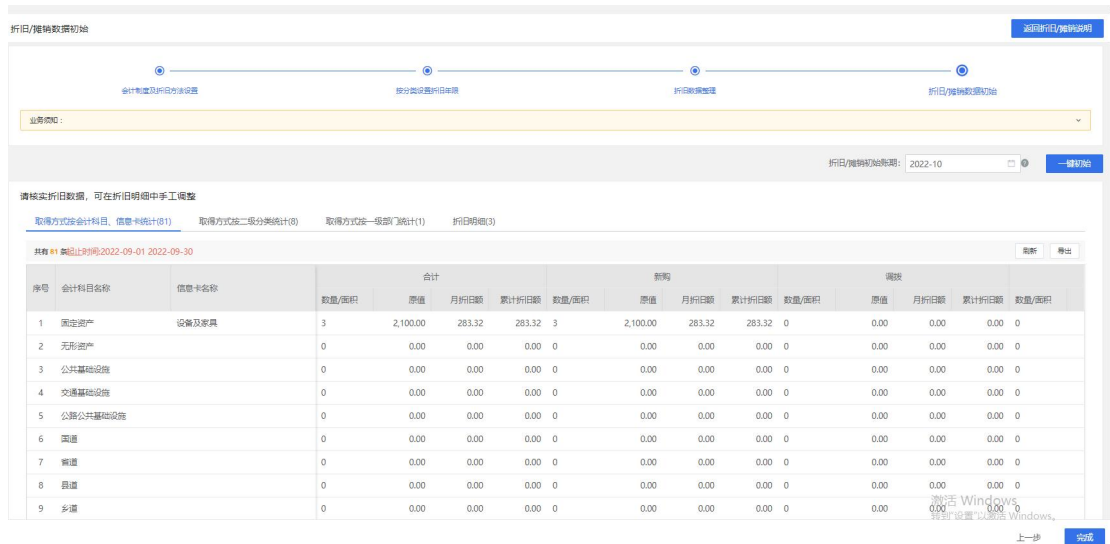 折旧/摊销数据初始 返回折旧/摊销说明
会计制度及折旧方法设置 按分类设置折旧年限 折旧数据整理 折旧/摊销数据初始
业务须知：
折旧/摊销初始账期： 2022-10 一键初始
请核实折旧数据，可在折旧明细中手工调整
取得方式按会计科目、信息卡统计(81) 取得方式按二级分类统计(8) 取得方式按一级部门统计(1) 折旧明细(3)
共有 81 条起止时间:2022-09-01 2022-09-30 刷新 导出
序号 会计科目名称 信息卡名称 合计 新购 调拨
数量/面积 原值 月折旧额 累计折旧额 数量/面积 原值 月折旧额 累计折旧额 数量/面积 原值 月折旧额 累计折旧额 数量/面积
1 固定资产 设备及家具 3 2,100.00 283.32 283.32 3 2,100.00 283.32 283.32 0 0.00 0.00 0.00 0
2 无形资产 0 0.00 0.00 0.00 0 0.00 0.00 0.00 0 0.00 0.00 0.00 0
3 公共基础设施 0 0.00 0.00 0.00 0 0.00 0.00 0.00 0 0.00 0.00 0.00 0
4 交通基础设施 0 0.00 0.00 0.00 0 0.00 0.00 0.00 0 0.00 0.00 0.00 0
5 公路公共基础设施 0 0.00 0.00 0.00 0 0.00 0.00 0.00 0 0.00 0.00 0.00 0
6 国道 0 0.00 0.00 0.00 0 0.00 0.00 0.00 0 0.00 0.00 0.00 0
7 省道 0 0.00 0.00 0.00 0 0.00 0.00 0.00 0 0.00 0.00 0.00 0
8 县道 0 0.00 0.00 0.00 0 0.00 0.00 0.00 0 0.00 0.00 0.00 0
9 乡道 0 0.00 0.00 0.00 0 0.00 0.00 0.00 0 0.00 0.00 0.00 0
激活 Windows
转到"设置"以激活 Windows。
上一步 完成